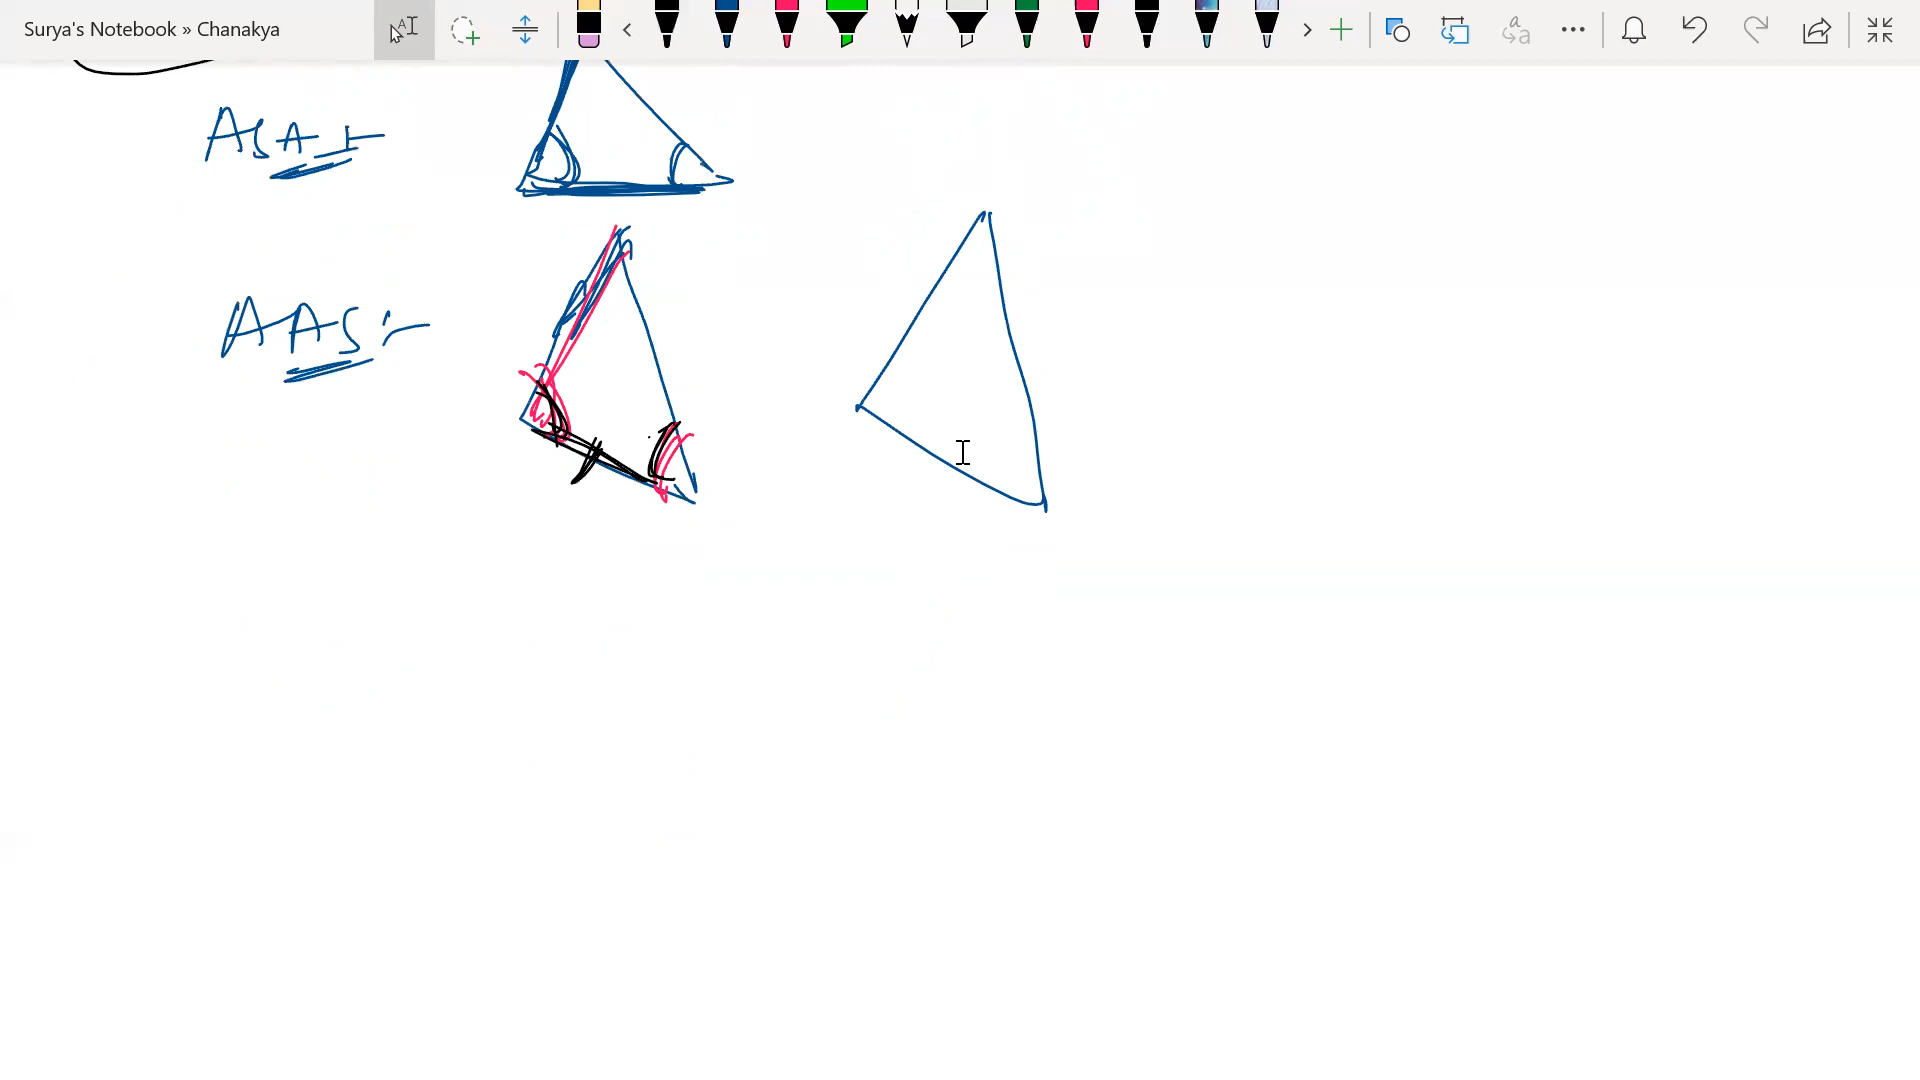 Surya's Notebook » Chanakya
ASA :-
AAS :-